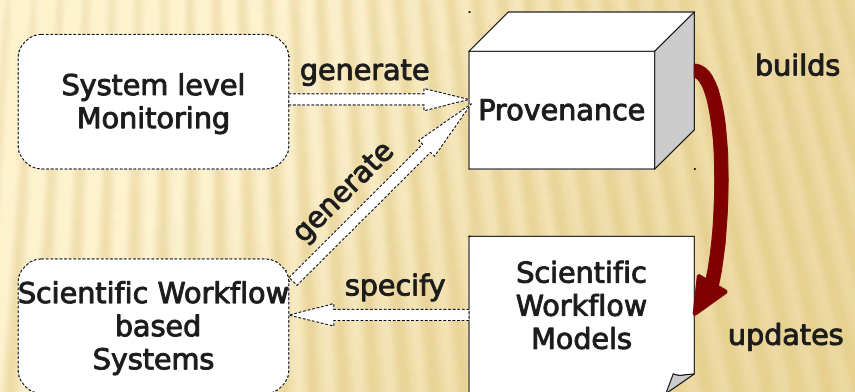 System level
Monitoring
generate
Provenance
builds
generate
Scientific Workflow
based
Systems
specify
Scientific
Workflow
Models
updates